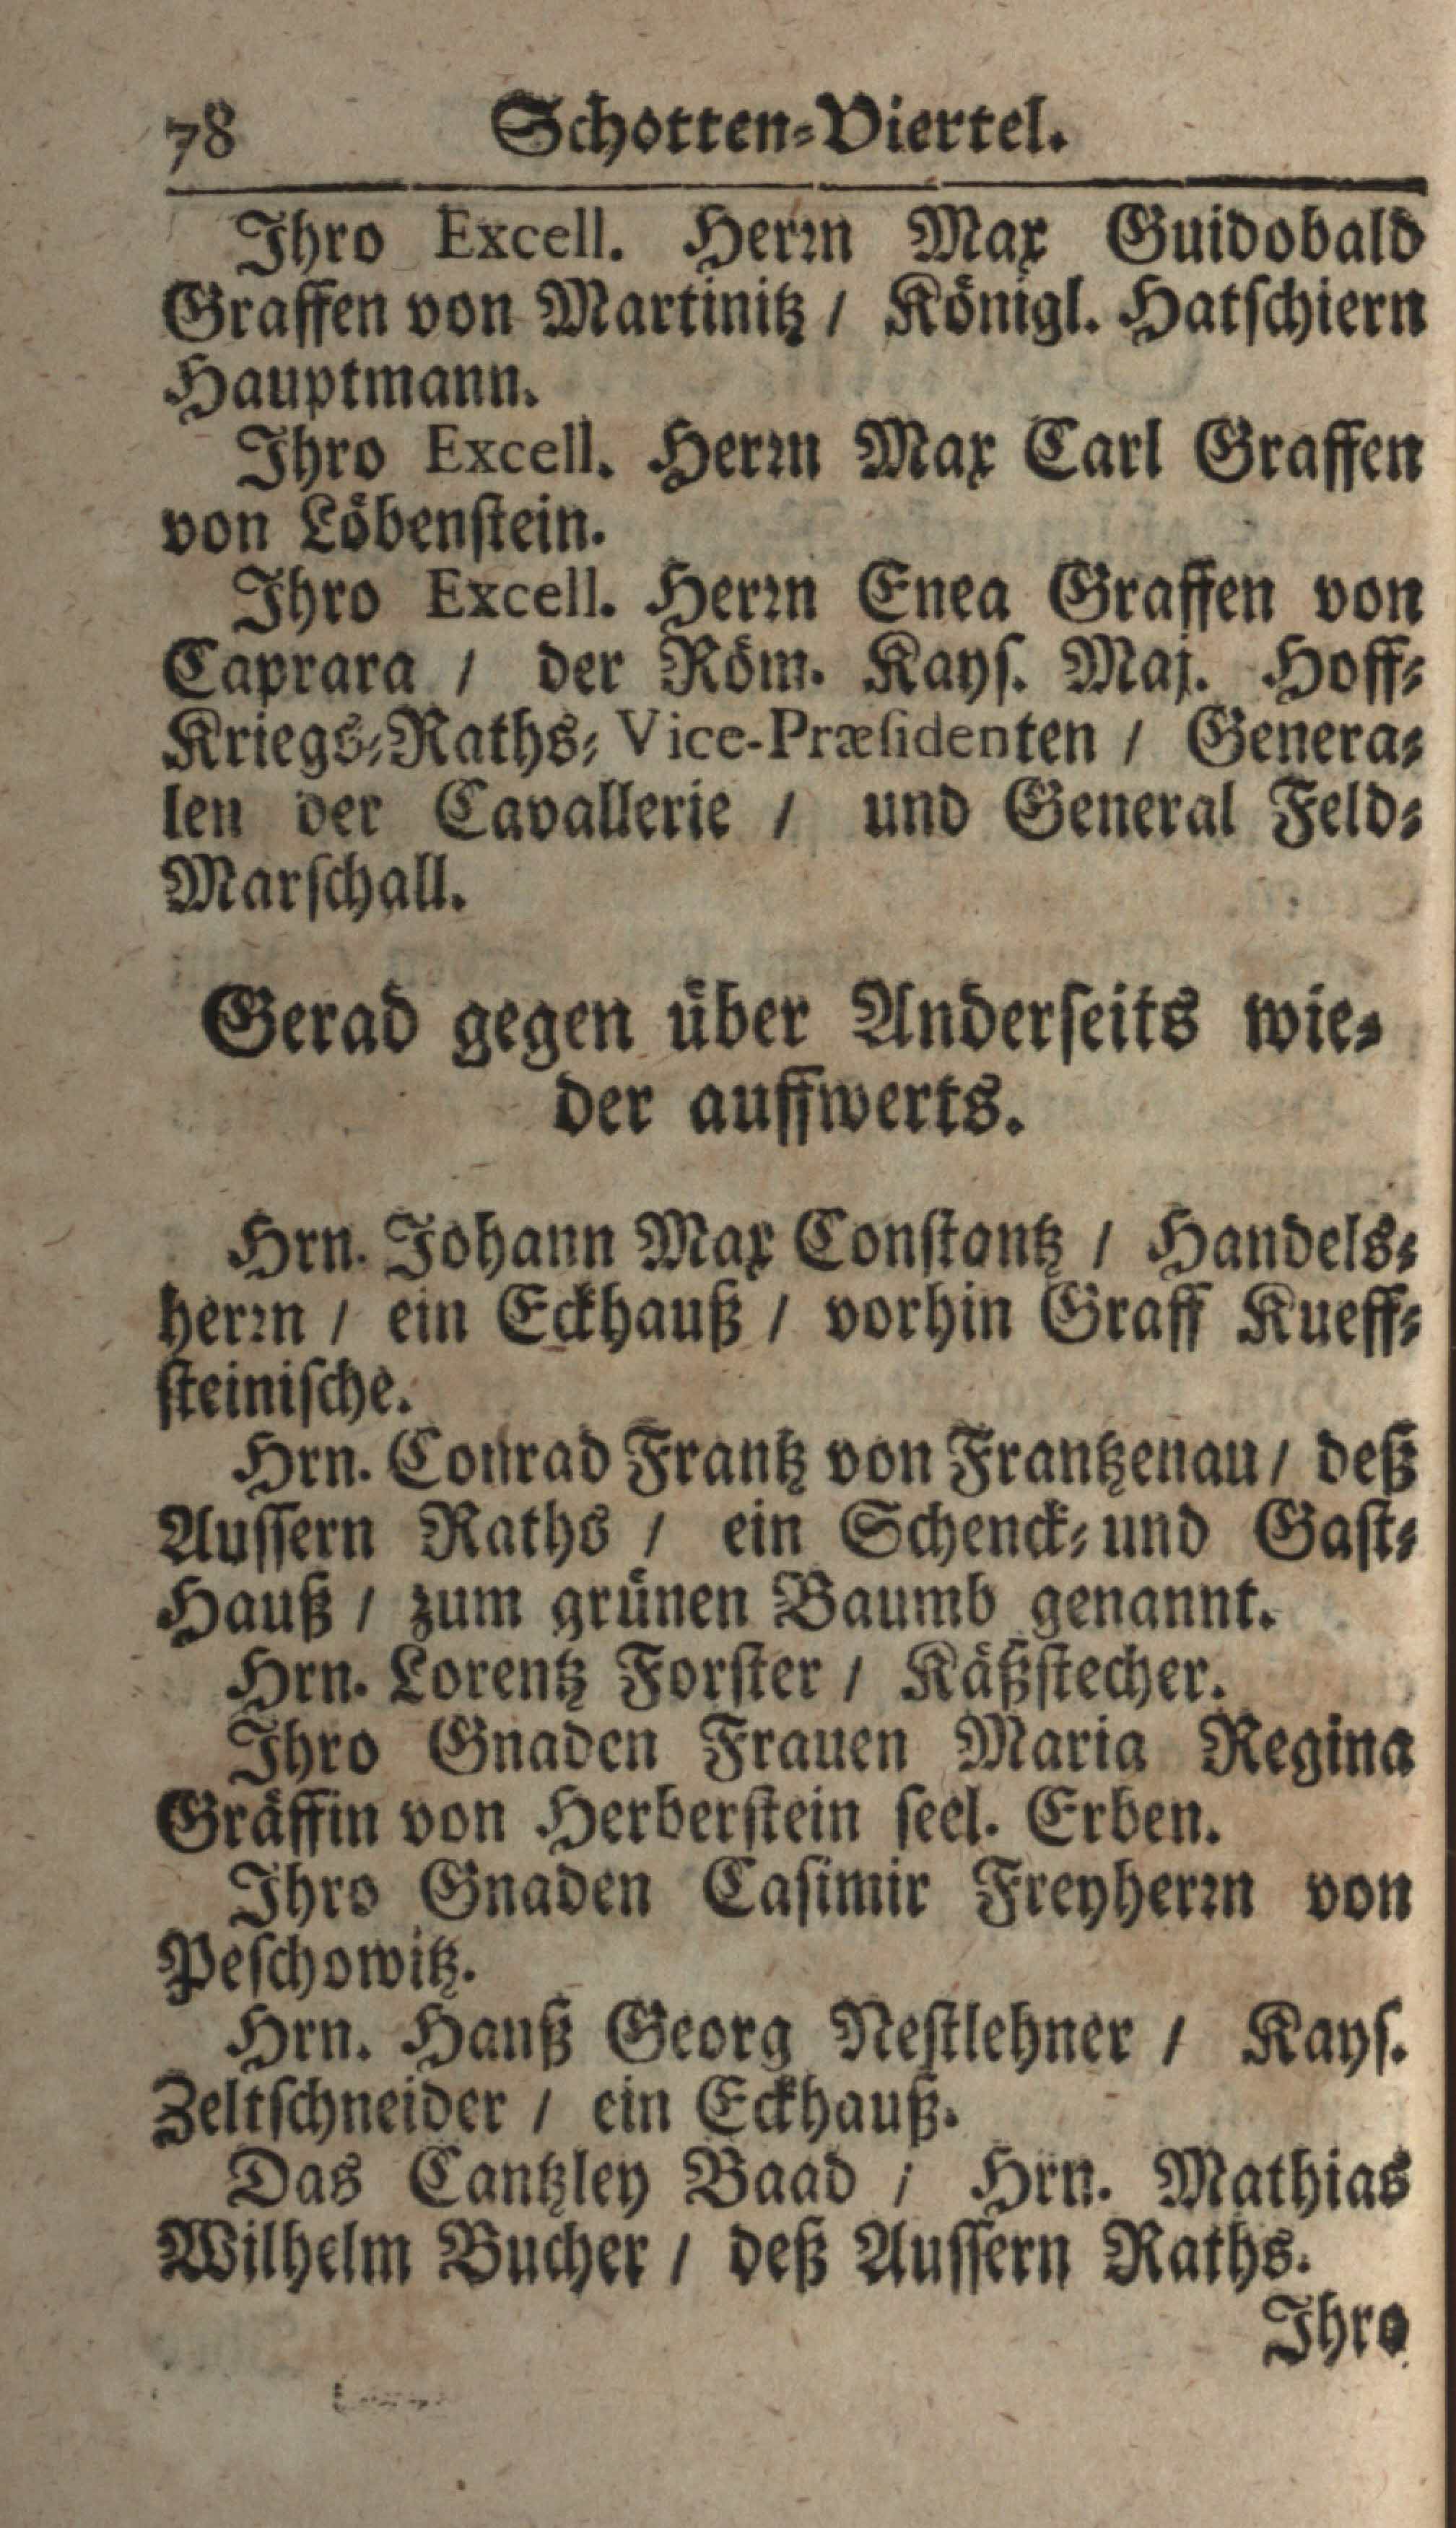 78 Schotten-Viertel.
Ihro Excell. Herꝛn Max Guidobald
Graffen von Martinitz / Königl. Hatſchiern
Hauptmann.
Ihro Excell. Herꝛn Max Carl Graffen
von Löbenſtein.
Ihro Excell. Herꝛn Enea Graffen von
Caprara / der Röm. Kayſ. Maj. Hoff-
Kriegs-Raths-Vice-Præſidenten / Genera-
len der Cavallerie / und General Feld-
Marſchall.
Gerad gegen über Anderſeits wie-
der auffwerts.
Hrn. Johann Max Conſtantz / Handels-
herꝛn / ein Eckhauß / vorhin Graff Kueff-
ſteiniſche.
Hrn. Conrad Frantz von Frantzenau / deß
Auſſern Raths / ein Schenck-und Gaſt-
Hauß / zum grünen Baumb genannt.
Hrn. Lorentz Forſter / Käßſtecher.
Ihro Gnaden Frauen Maria Regina
Gräffin von Herberſtein ſeel. Erben.
Ihro Gnaden Caſimir Freyherꝛn von
Peſchowitz.
Hrn. Hauß Georg Neſtlehner / Kayſ.
Zeltſchneider / ein Eckhauß.
Das Cantzley Baad / Hrn. Mathias
Wilhelm Bucher / deß Auſſern Raths.
Ihro